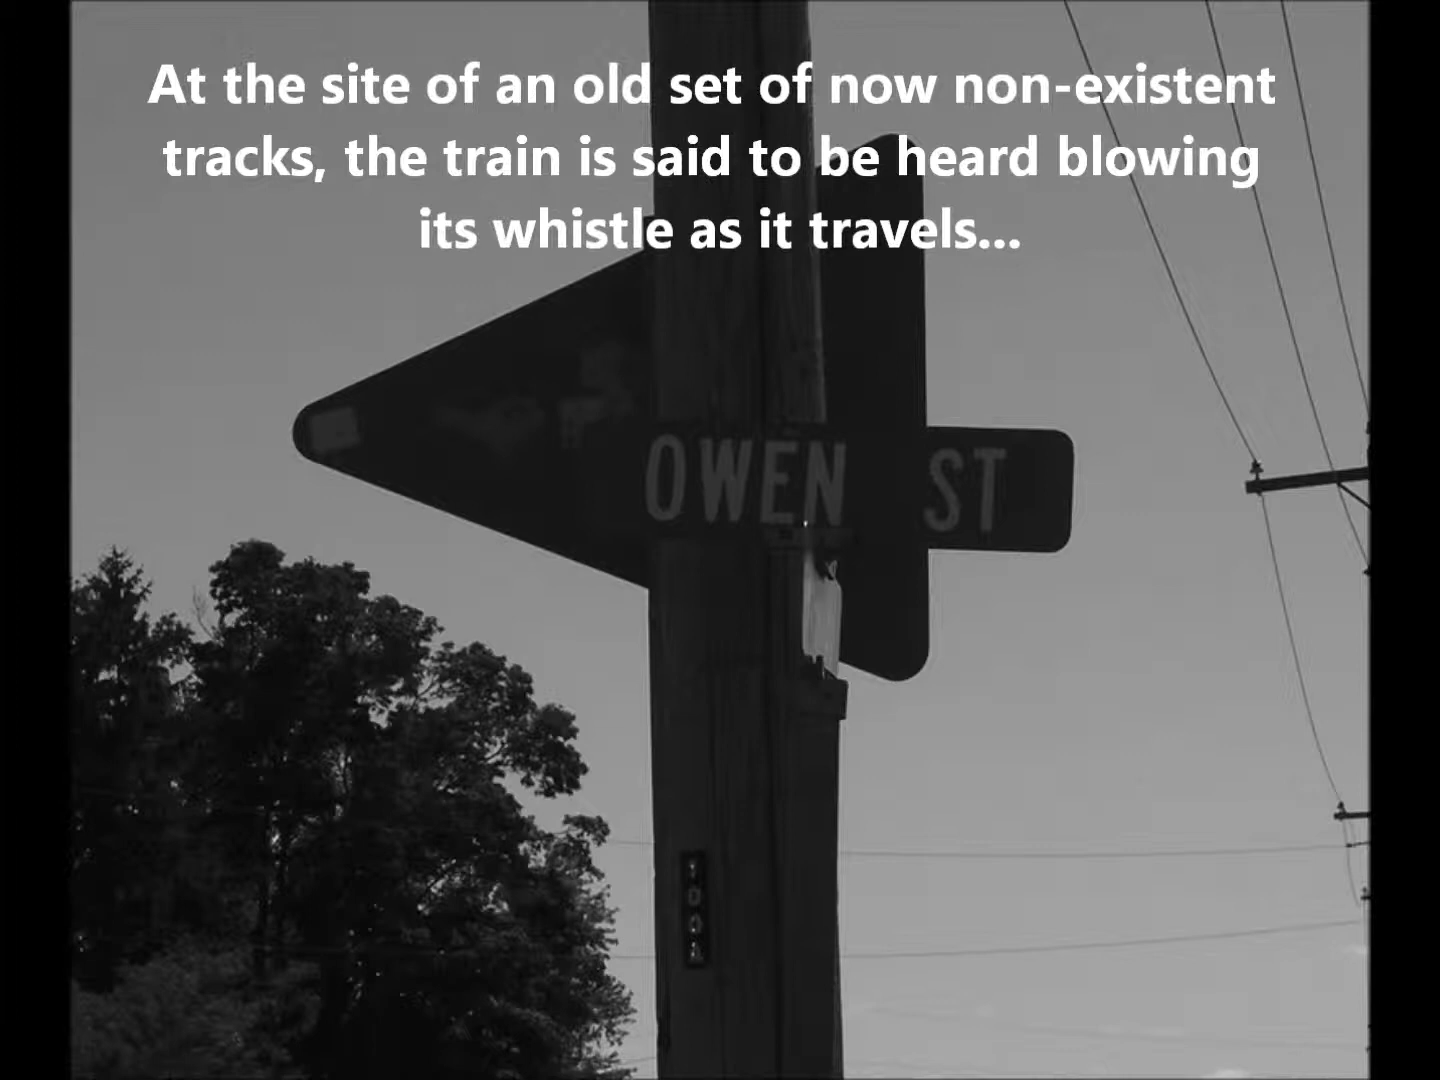 At the site of an old set of now non-existent
tracks, the train is said to be heard blowing
its whistle as it travels...
OWEN ST